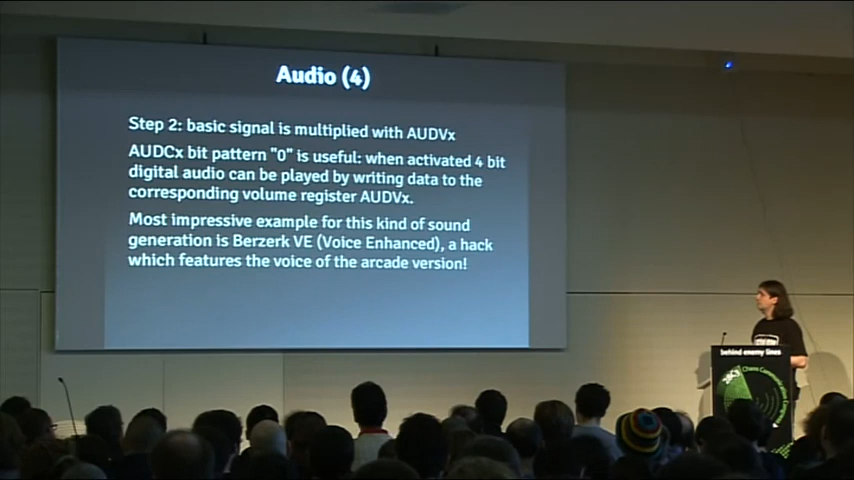 Audio (4)
Step 2: basic signal is multiplied with AUDVx
AUDCx bit pattern "0" is useful: when activated 4 bit
digital audio can be played by writing data to the
corresponding volume register AUDVx.
Most impressive example for this kind of sound
generation is Berzerk VE (Voice Enhanced), a hack
which features the voice of the arcade version!
behind enemy lines